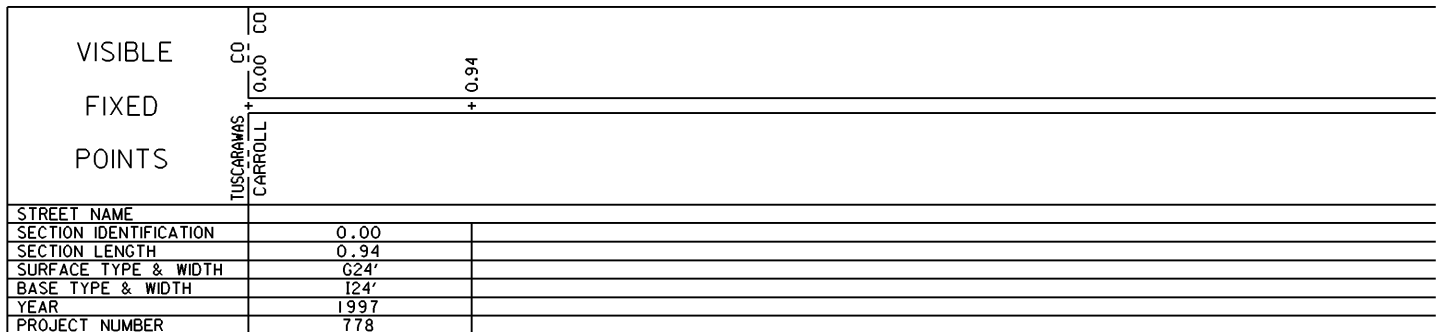 VISIBLE
FIXED
POINTS
TUSCARAWAS CO
CARROLL CO
0.00
0.94
+ +
STREET NAME
SECTION IDENTIFICATION 0.00
SECTION LENGTH 0.94
SURFACE TYPE & WIDTH G24'
BASE TYPE & WIDTH I24'
YEAR 1997
PROJECT NUMBER 778